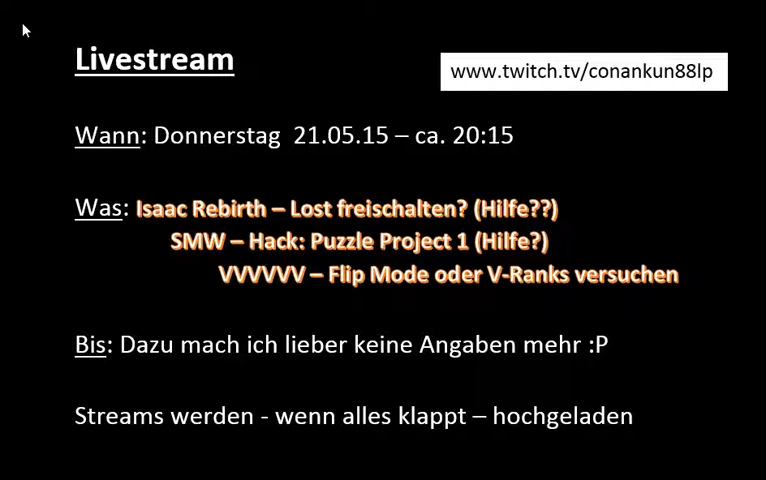 Livestream
www.twitch.tv/conankun88lp
Wann: Donnerstag 21.05.15 – ca. 20:15
Was: Isaac Rebirth – Lost freischalten? (Hilfe??)
SMW – Hack: Puzzle Project 1 (Hilfe?)
VVVVVV – Flip Mode oder V-Ranks versuchen
Bis: Dazu mach ich lieber keine Angaben mehr :P
Streams werden - wenn alles klappt – hochgeladen